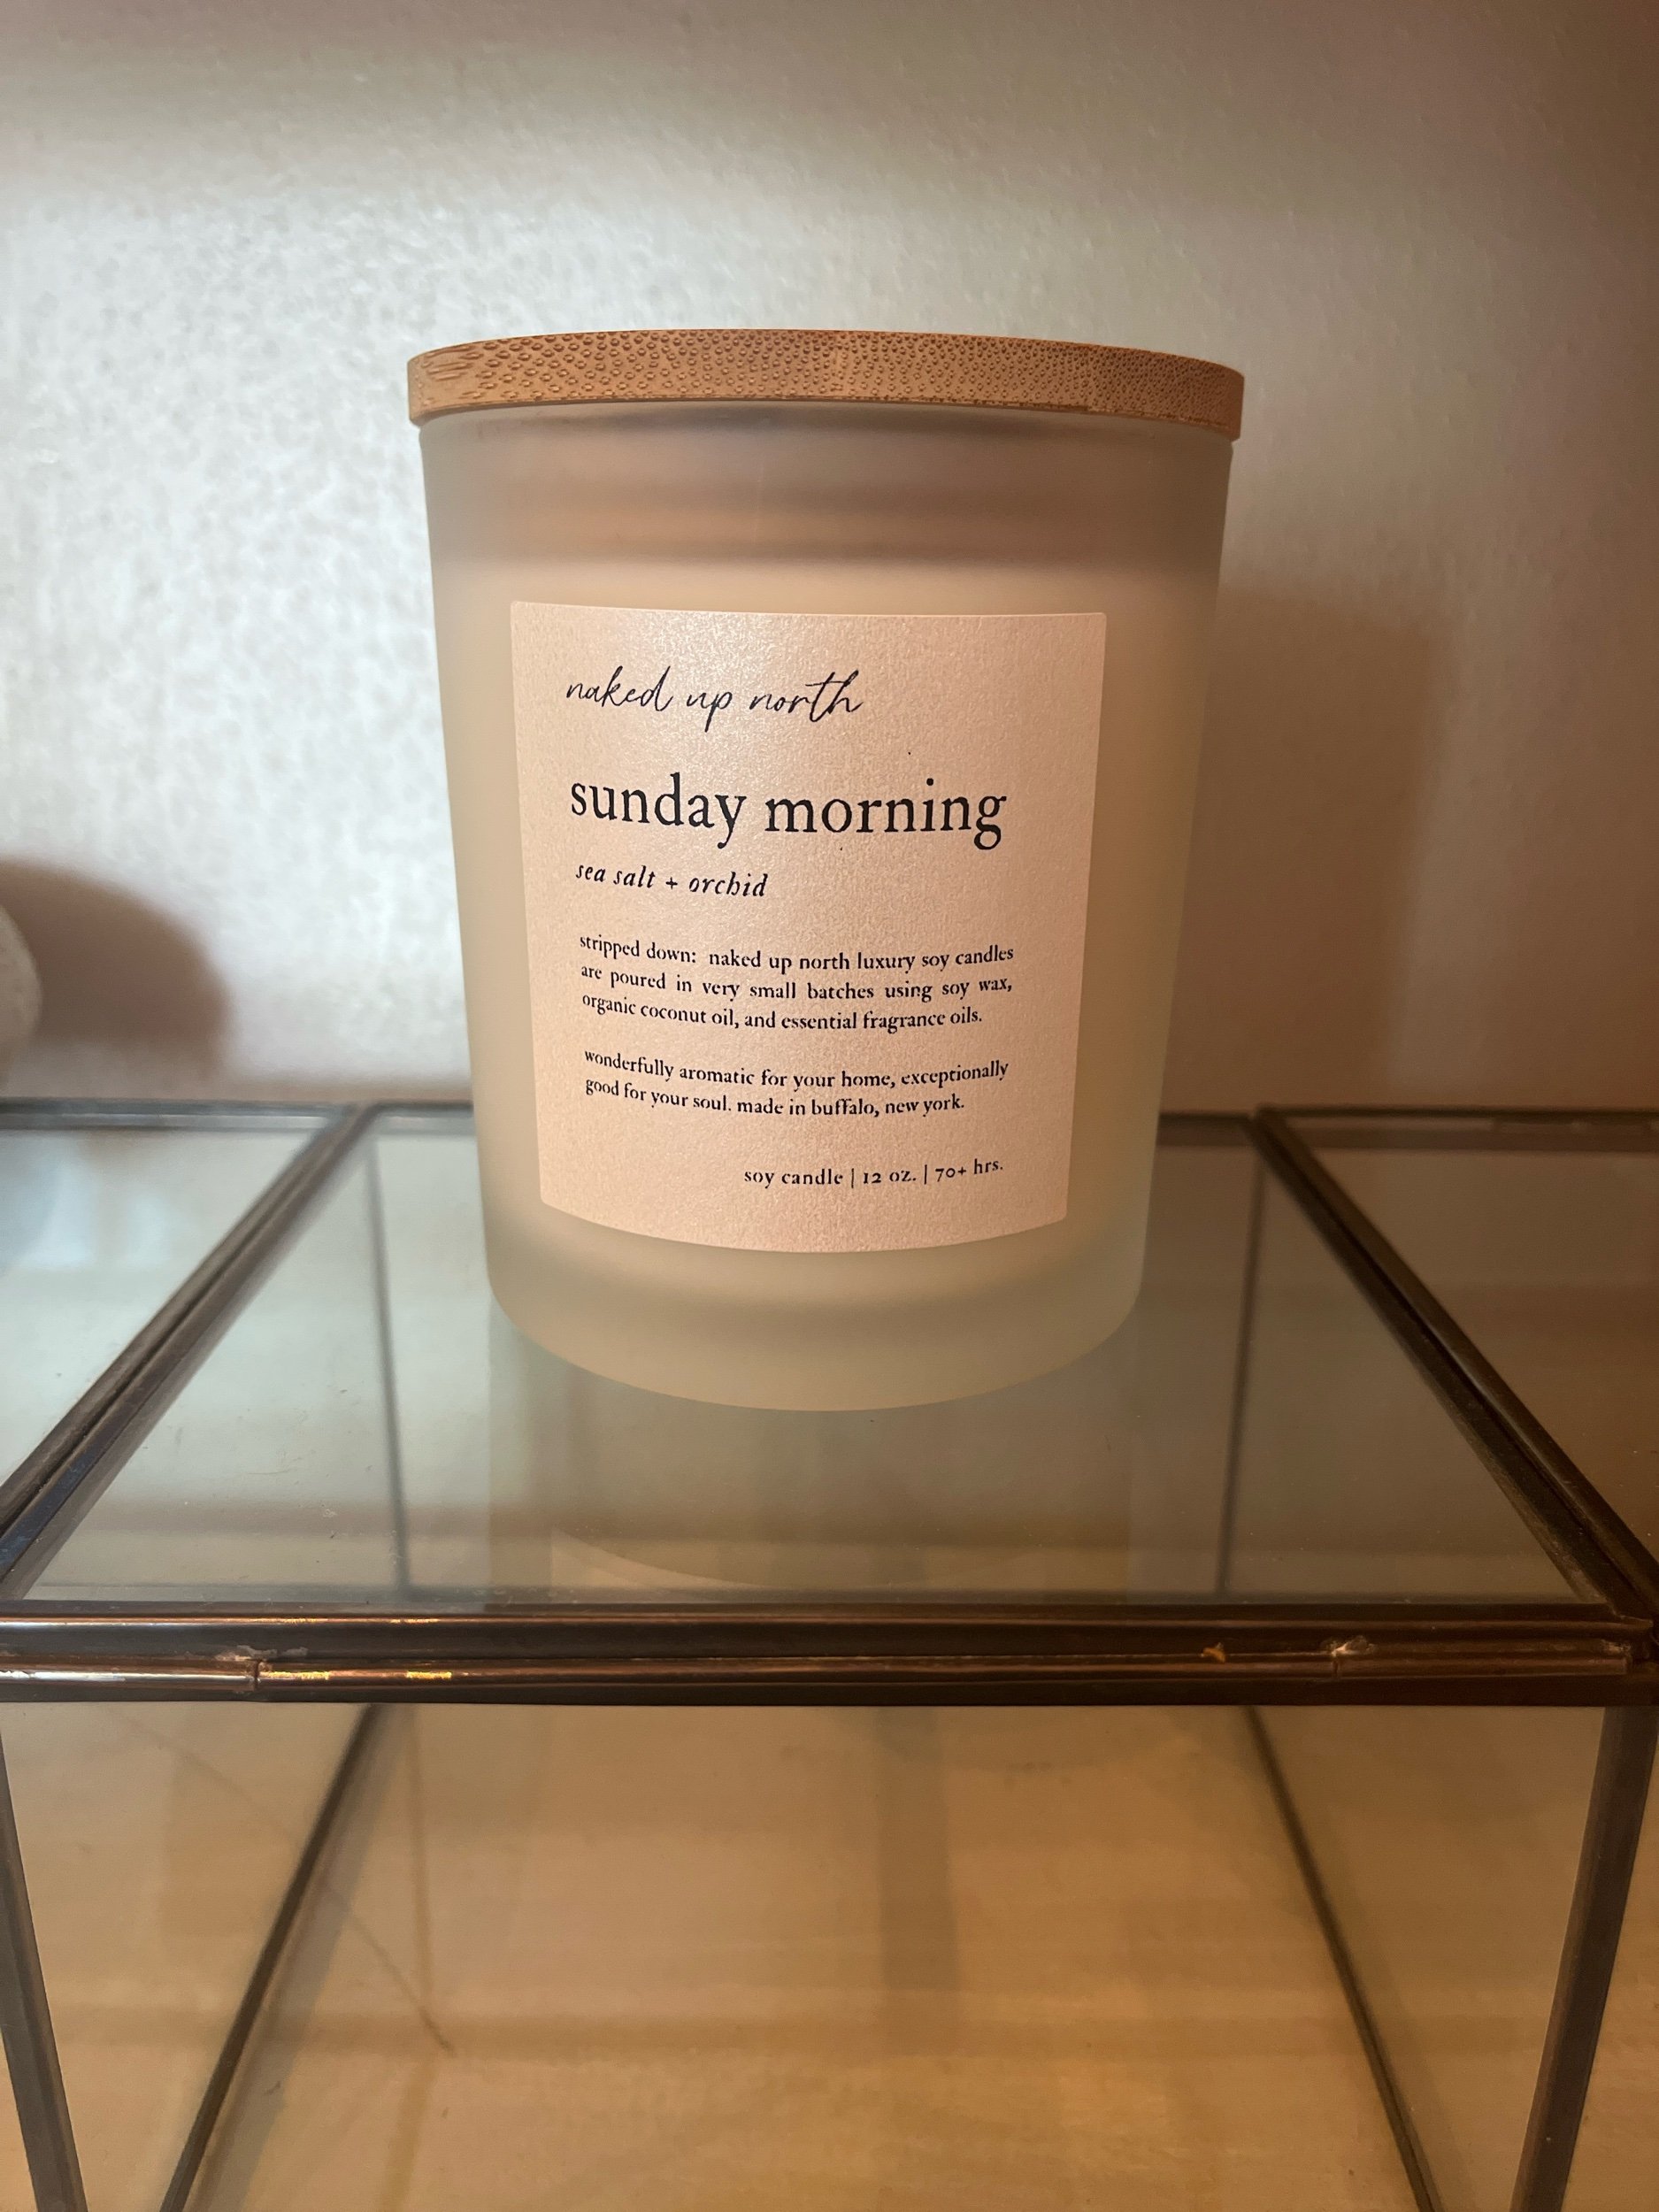 naked up north
sunday morning
sea salt + orchid
stripped down: naked up north luxury soy candles
are poured in very small batches using soy wax,
organic coconut oil, and essential fragrance oils.
wonderfully aromatic for your home, exceptionally
good for your soul. made in buffalo, new york.
soy candle | 12 oz. | 70+ hrs.